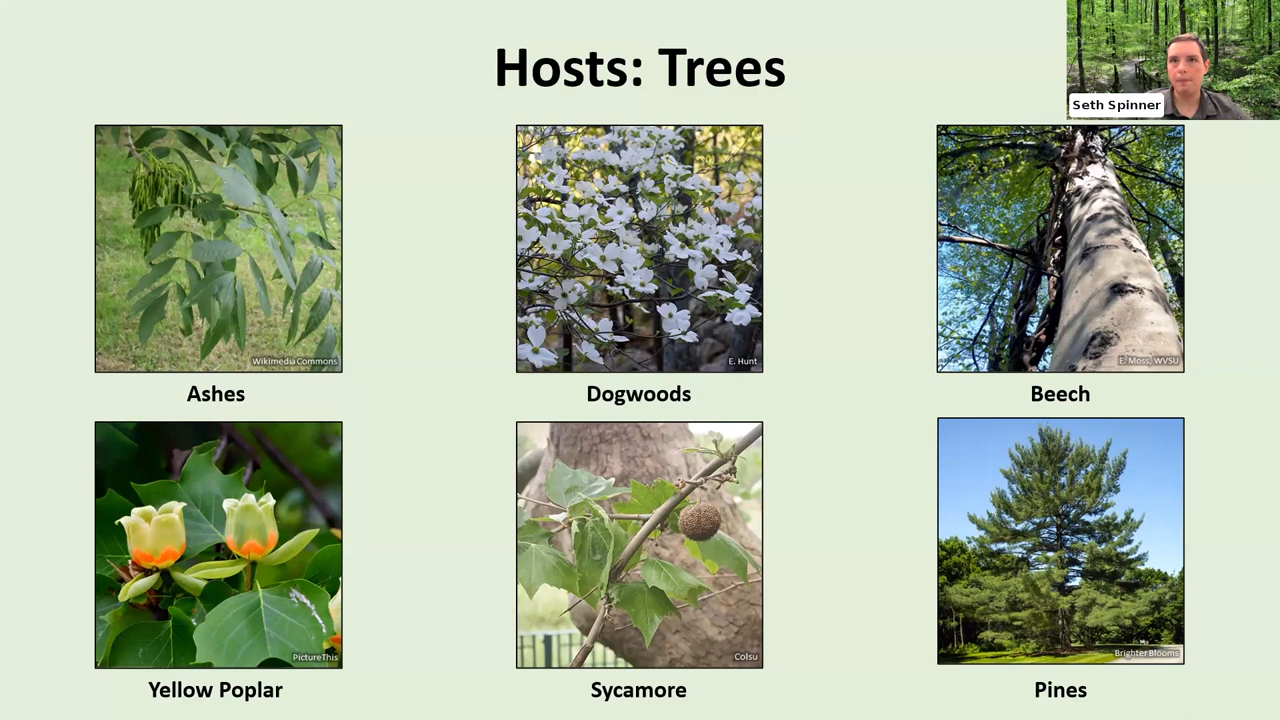 Hosts: Trees
Seth Spinner
Wikimedia Commons
E. Hunt
E. Moss, WVSU
Ashes
Dogwoods
Beech
PictureThis
Colsu
Brighter Blooms
Yellow Poplar
Sycamore
Pines